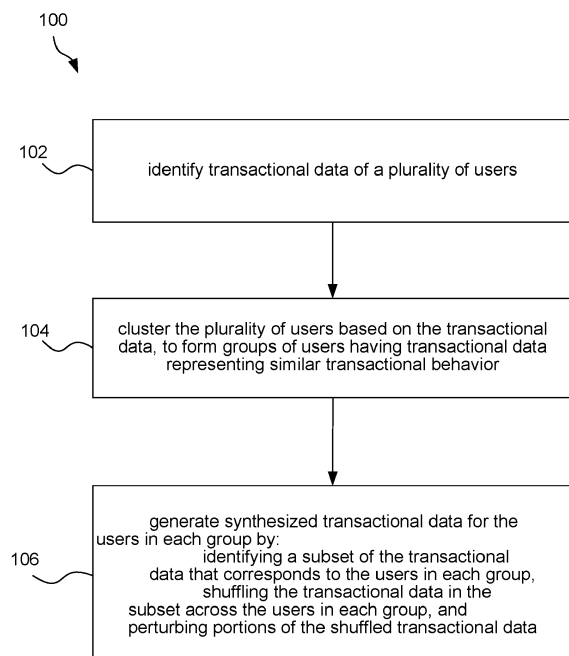 100
102
identify transactional data of a plurality of users
104
cluster the plurality of users based on the transactional
data, to form groups of users having transactional data
representing similar transactional behavior
106
generate synthesized transactional data for the
users in each group by:
identifying a subset of the transactional
data that corresponds to the users in each group,
shuffling the transactional data in the
subset across the users in each group, and
perturbing portions of the shuffled transactional data